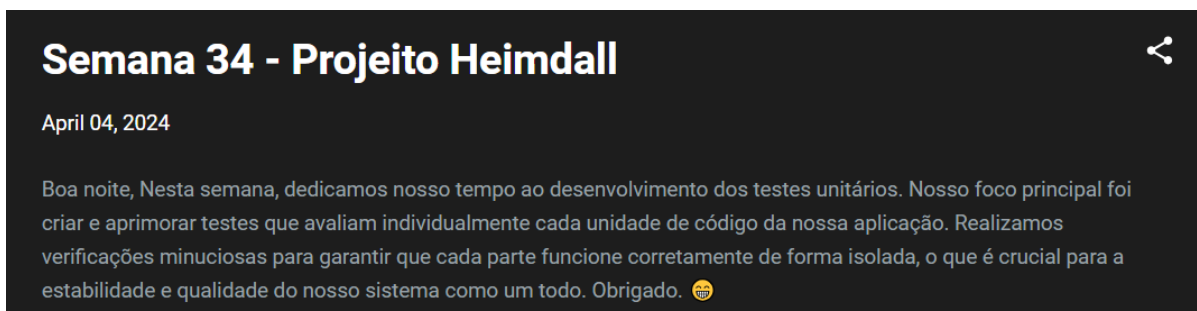 Semana 34 - Projeito Heimdall
April 04, 2024
Boa noite, Nesta semana, dedicamos nosso tempo ao desenvolvimento dos testes unitários. Nosso foco principal foi
criar e aprimorar testes que avaliam individualmente cada unidade de código da nossa aplicação. Realizamos
verificações minuciosas para garantir que cada parte funcione corretamente de forma isolada, o que é crucial para a
estabilidade e qualidade do nosso sistema como um todo. Obrigado. 😁